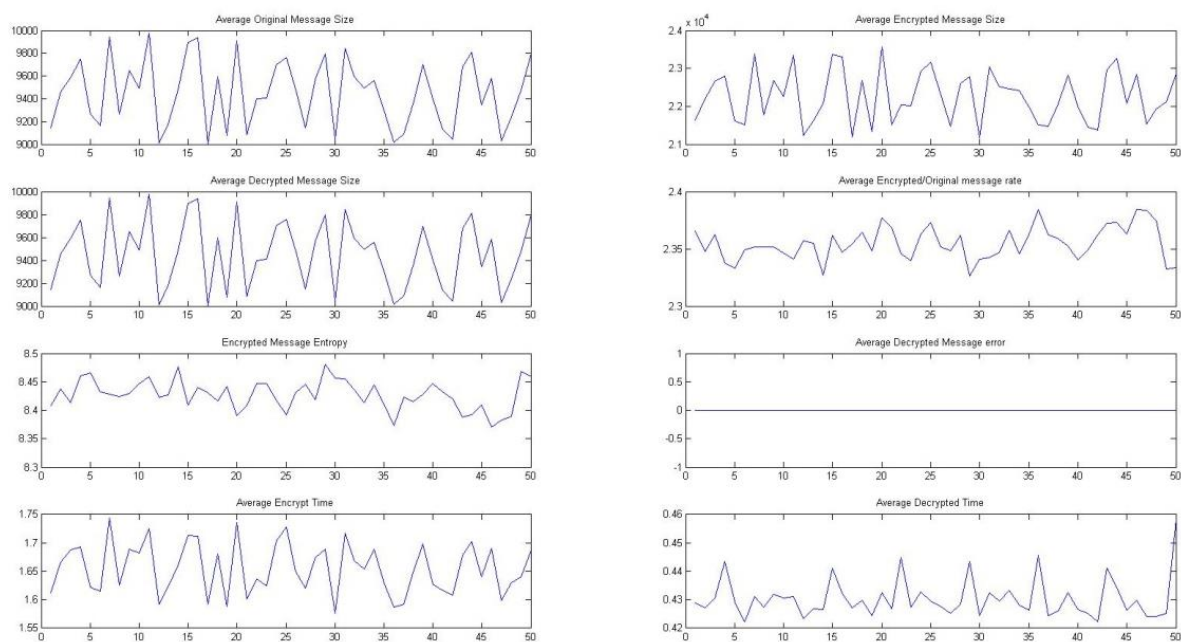 Average Original Message Size
10000
9800
9600
9400
9200
9000
0 5 10 15 20 25 30 35 40 45 50
Average Encrypted Message Size
x 10⁴
2.4
2.3
2.2
2.1
0 5 10 15 20 25 30 35 40 45 50
Average Decrypted Message Size
10000
9800
9600
9400
9200
9000
0 5 10 15 20 25 30 35 40 45 50
Average Encrypted/Original message rate
2.4
2.35
2.3
0 5 10 15 20 25 30 35 40 45 50
Encrypted Message Entropy
8.5
8.45
8.4
8.35
8.3
0 5 10 15 20 25 30 35 40 45 50
Average Decrypted Message error
1
0.5
0
-0.5
-1
0 5 10 15 20 25 30 35 40 45 50
Average Encrypt Time
1.75
1.7
1.65
1.6
1.55
0 5 10 15 20 25 30 35 40 45 50
Average Decrypted Time
0.46
0.45
0.44
0.43
0.42
0 5 10 15 20 25 30 35 40 45 50